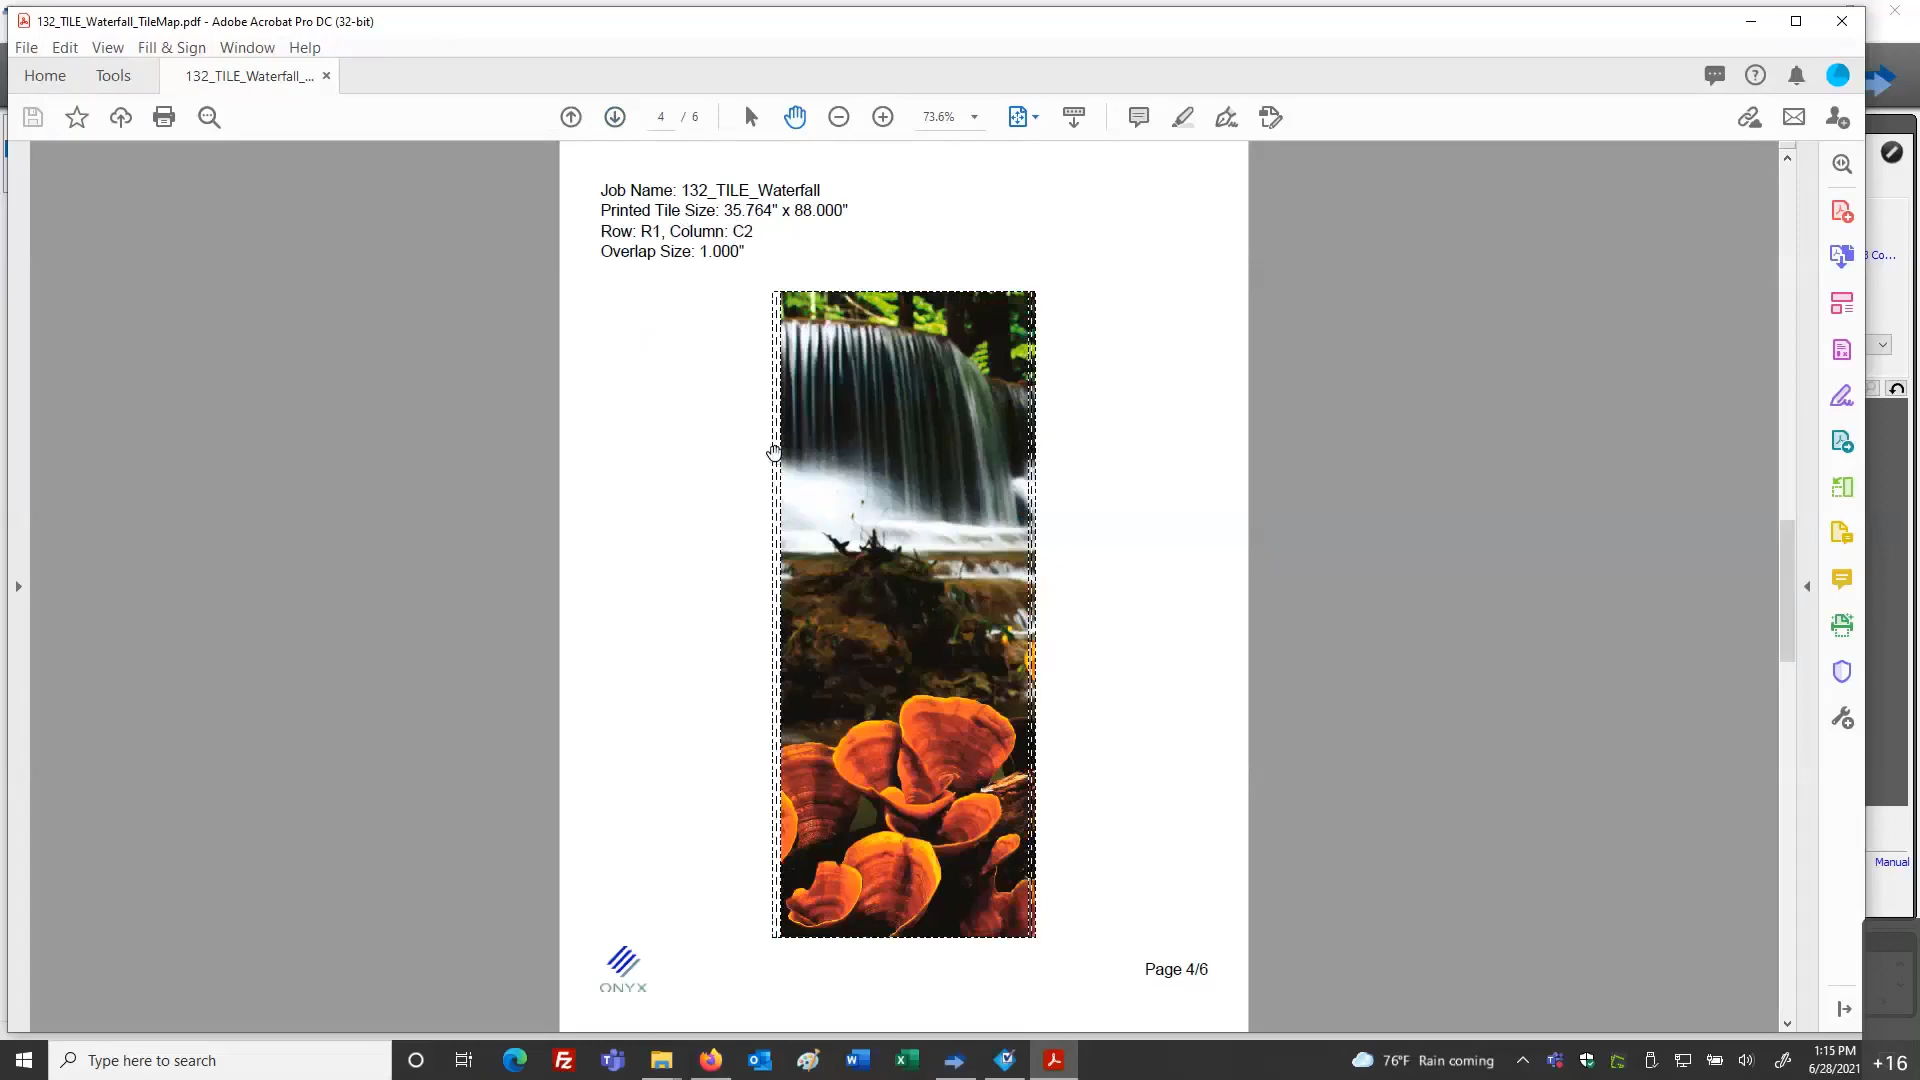 132_TILE_Waterfall_TileMap.pdf - Adobe Acrobat Pro DC (32-bit)
File Edit View Fill & Sign Window Help
Home Tools 132_TILE_Waterfall_...
4 / 6 73.6%
Job Name: 132_TILE_Waterfall
Printed Tile Size: 35.764" x 88.000"
Row: R1, Column: C2
Overlap Size: 1.000"
Co...
Manual
ONYX
Page 4/6
Type here to search
76°F Rain coming
1:15 PM
6/28/2021
+16